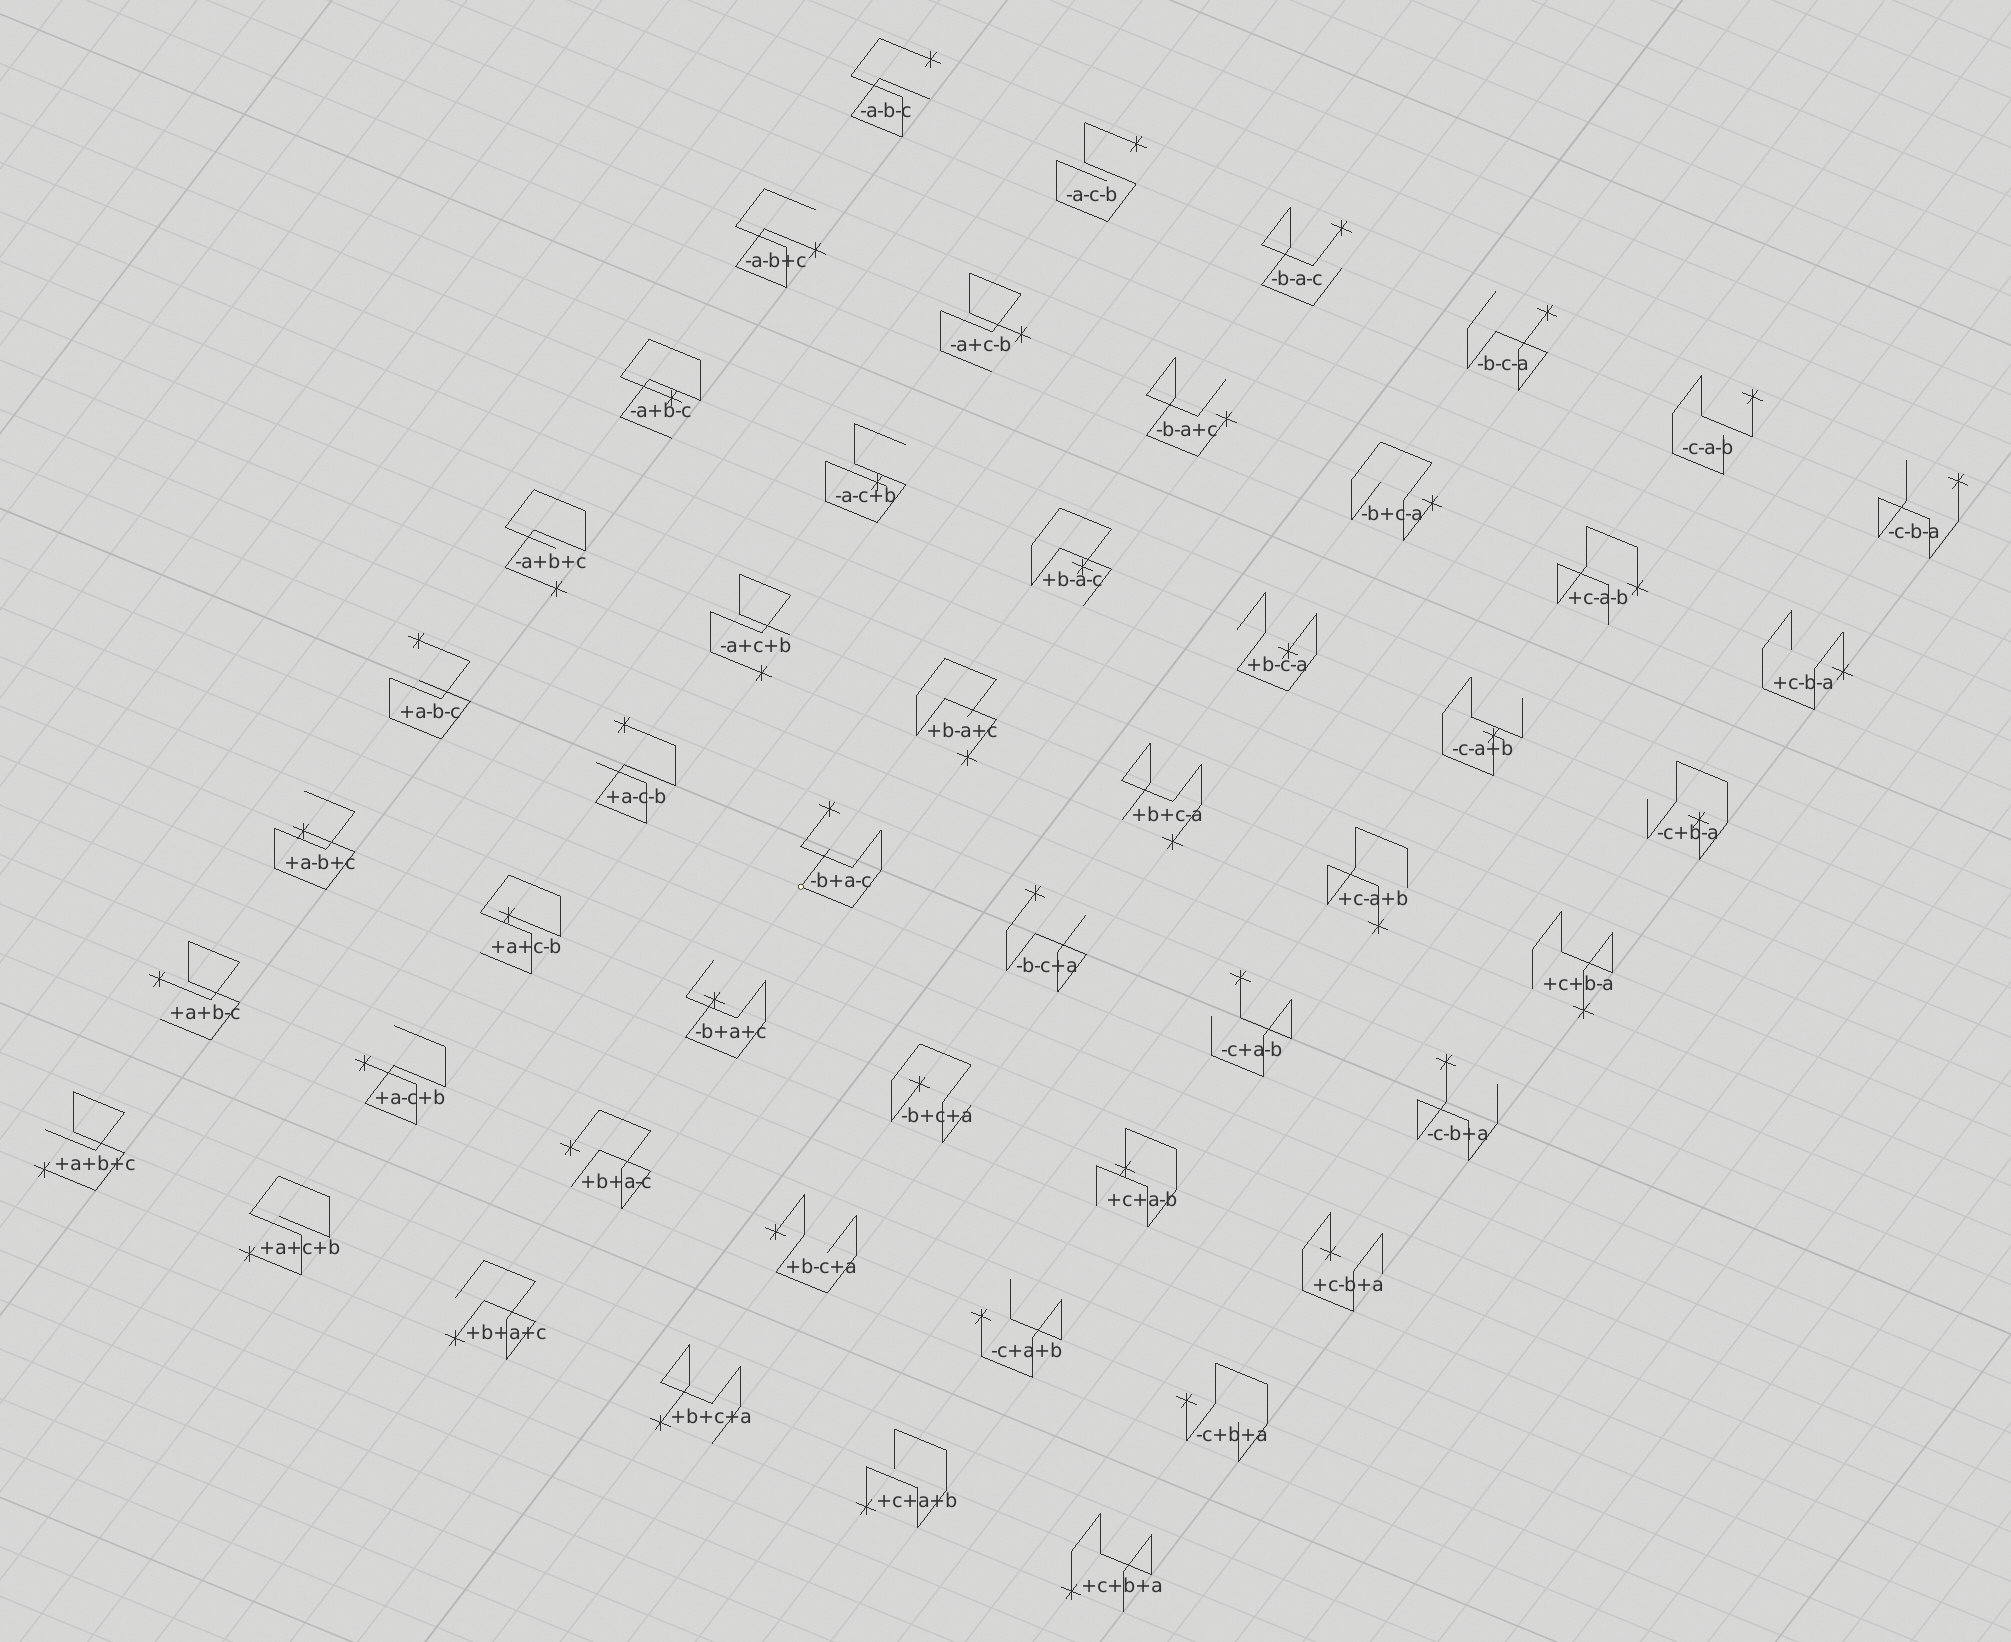 -a-b-c
-a-c-b
-a-b+c
-b-a-c
-a+c-b
-b-c-a
-a+b-c
-b-a+c
-c-a-b
-a-c+b
-b+c-a
-c-b-a
-a+b+c
+b-a-c
+c-a-b
-a+c+b
+b-c-a
+c-b-a
+a-b-c
+b-a+c
-c-a+b
+a-c-b
+b+c-a
-c+b-a
+a-b+c
-b+a-c
+c-a+b
+a+c-b
-b-c+a
+c+b-a
+a+b-c
-b+a+c
-c+a-b
+a-c+b
-b+c+a
-c-b+a
+a+b+c
+b+a-c
+c+a-b
+a+c+b
+b-c+a
+c-b+a
+b+a+c
-c+a+b
+b+c+a
-c+b+a
+c+a+b
+c+b+a